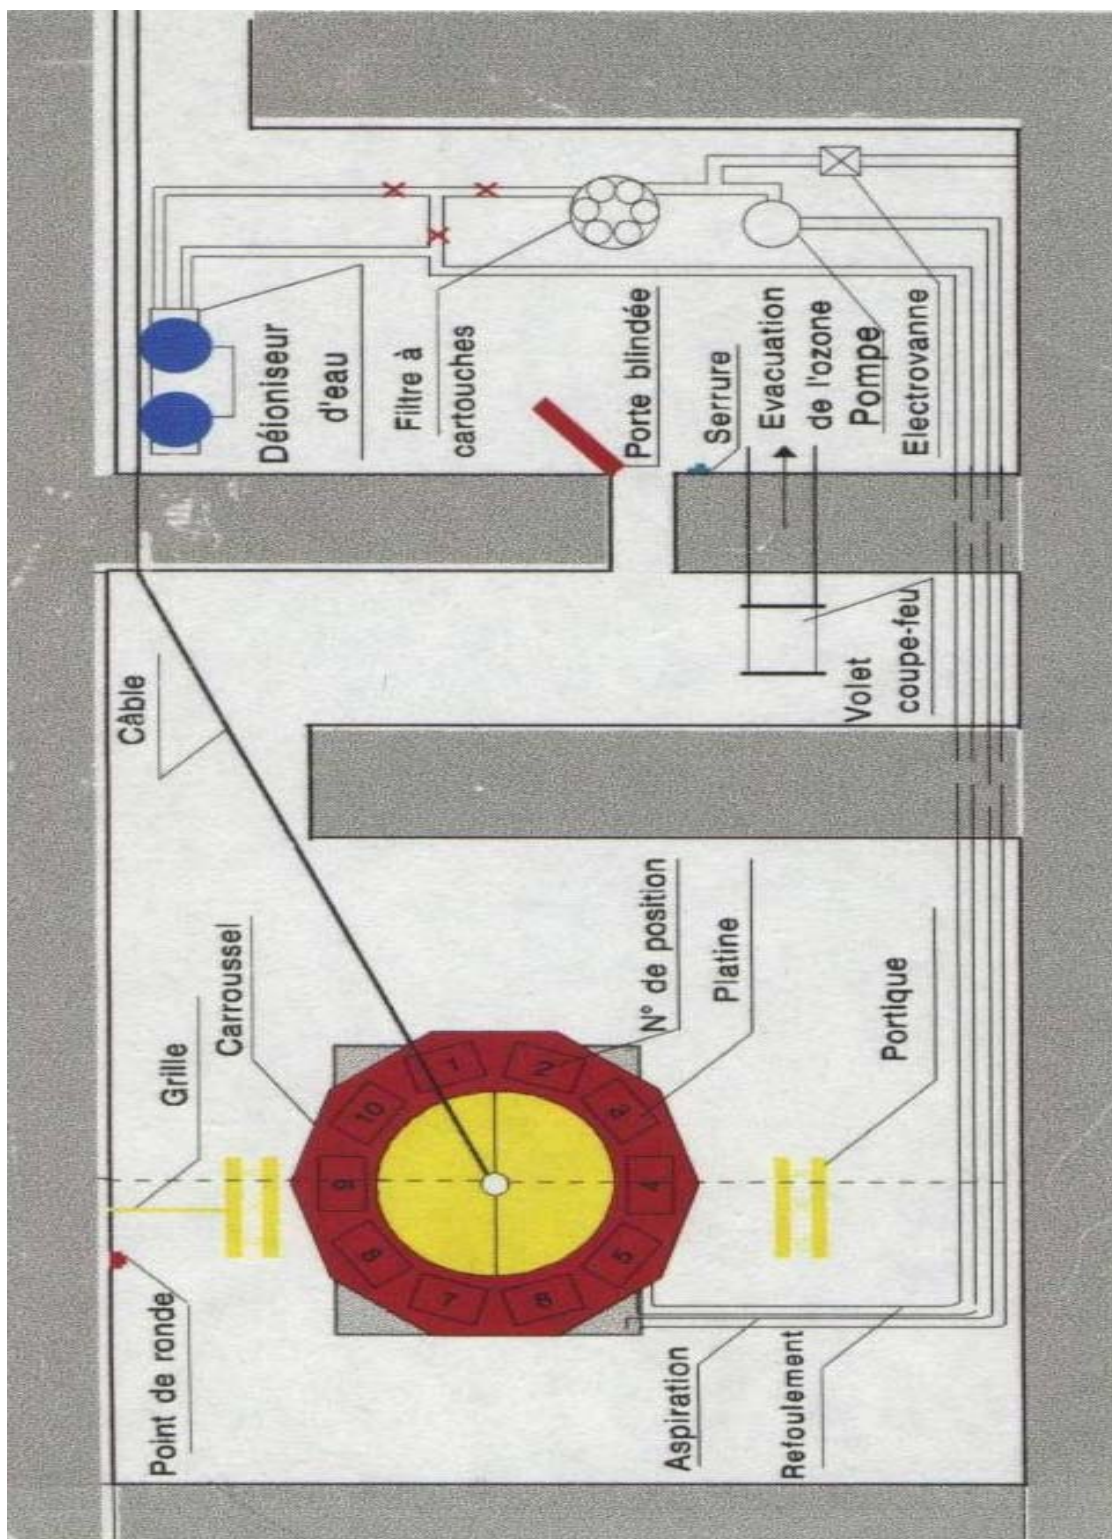 Point de ronde
Grille
Carroussel
Câble
Déioniseur
d'eau
Filtre à
cartouches
9
8
10
7
1
6
2
5
3
4
N° de position
Platine
Porte blindée
Serrure
Evacuation
de l'ozone
Pompe
Electrovanne
Aspiration
Refoulement
Portique
Volet
coupe-feu